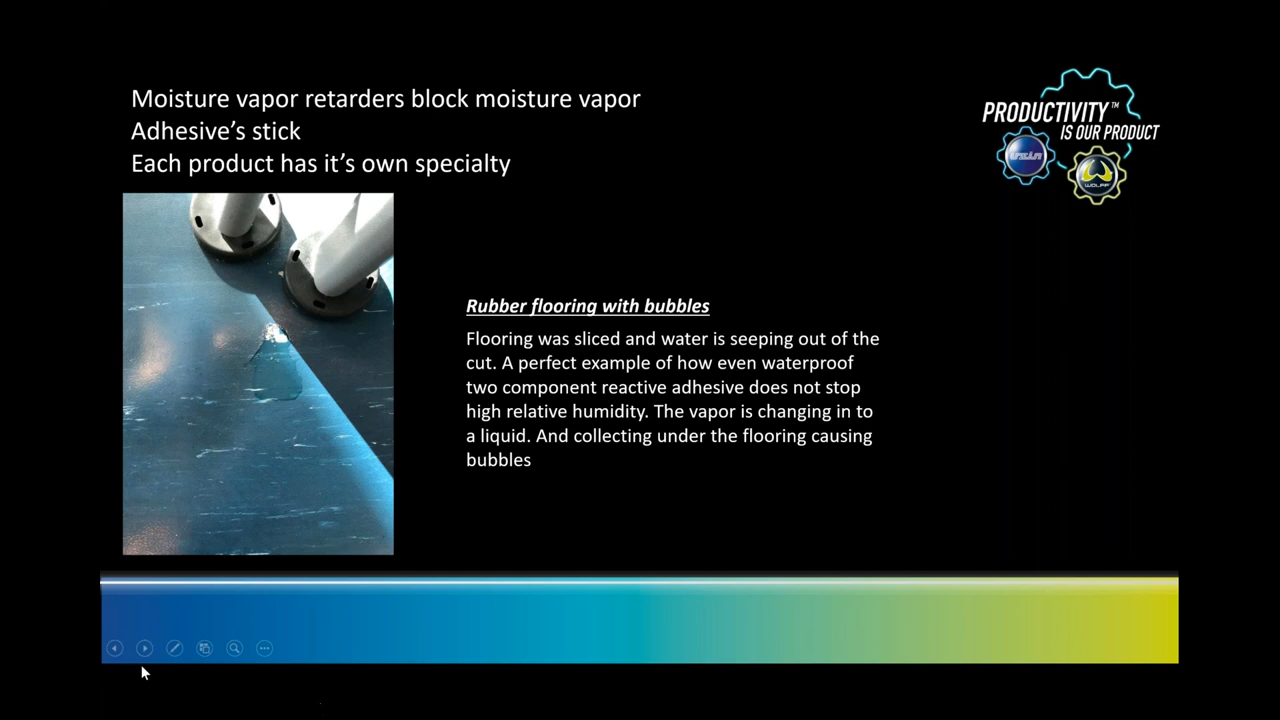 Moisture vapor retarders block moisture vapor
Adhesive’s stick
Each product has it’s own specialty
PRODUCTIVITY™
IS OUR PRODUCT
UZIN
WOLFF
Rubber flooring with bubbles
Flooring was sliced and water is seeping out of the
cut. A perfect example of how even waterproof
two component reactive adhesive does not stop
high relative humidity. The vapor is changing in to
a liquid. And collecting under the flooring causing
bubbles